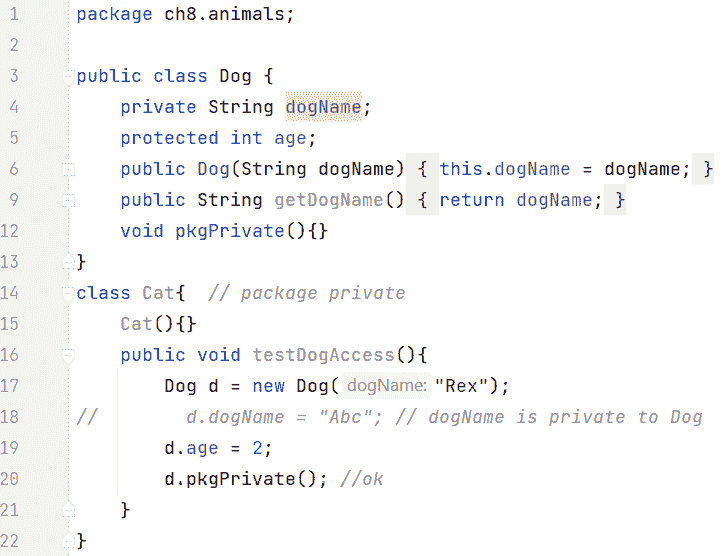 1 package ch8.animals;
2
3 public class Dog {
4     private String dogName;
5     protected int age;
6     public Dog(String dogName) { this.dogName = dogName; }
9     public String getDogName() { return dogName; }
12     void pkgPrivate(){}
13 }
14 class Cat{  // package private
15     Cat(){}
16     public void testDogAccess(){
17         Dog d = new Dog( dogName: "Rex");
18 //        d.dogName = "Abc"; // dogName is private to Dog
19         d.age = 2;
20         d.pkgPrivate(); //ok
21     }
22 }